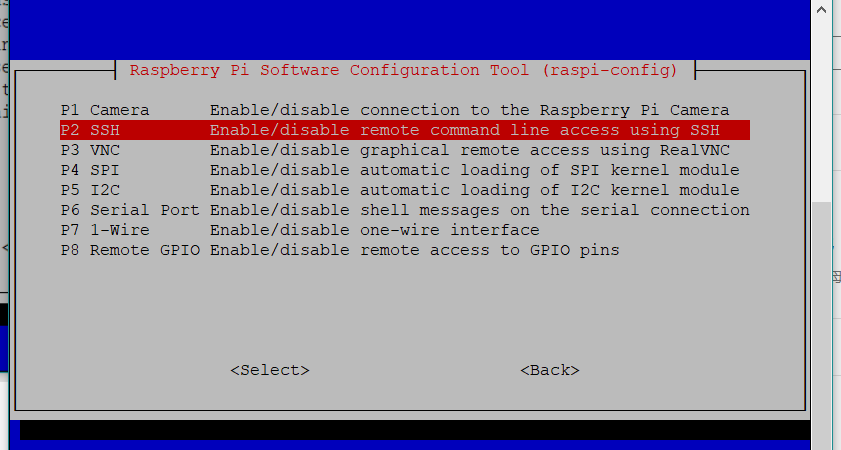 Raspberry Pi Software Configuration Tool (raspi-config)
P1 Camera Enable/disable connection to the Raspberry Pi Camera
P2 SSH Enable/disable remote command line access using SSH
P3 VNC Enable/disable graphical remote access using RealVNC
P4 SPI Enable/disable automatic loading of SPI kernel module
P5 I2C Enable/disable automatic loading of I2C kernel module
P6 Serial Port Enable/disable shell messages on the serial connection
P7 1-Wire Enable/disable one-wire interface
P8 Remote GPIO Enable/disable remote access to GPIO pins
<Select> <Back>